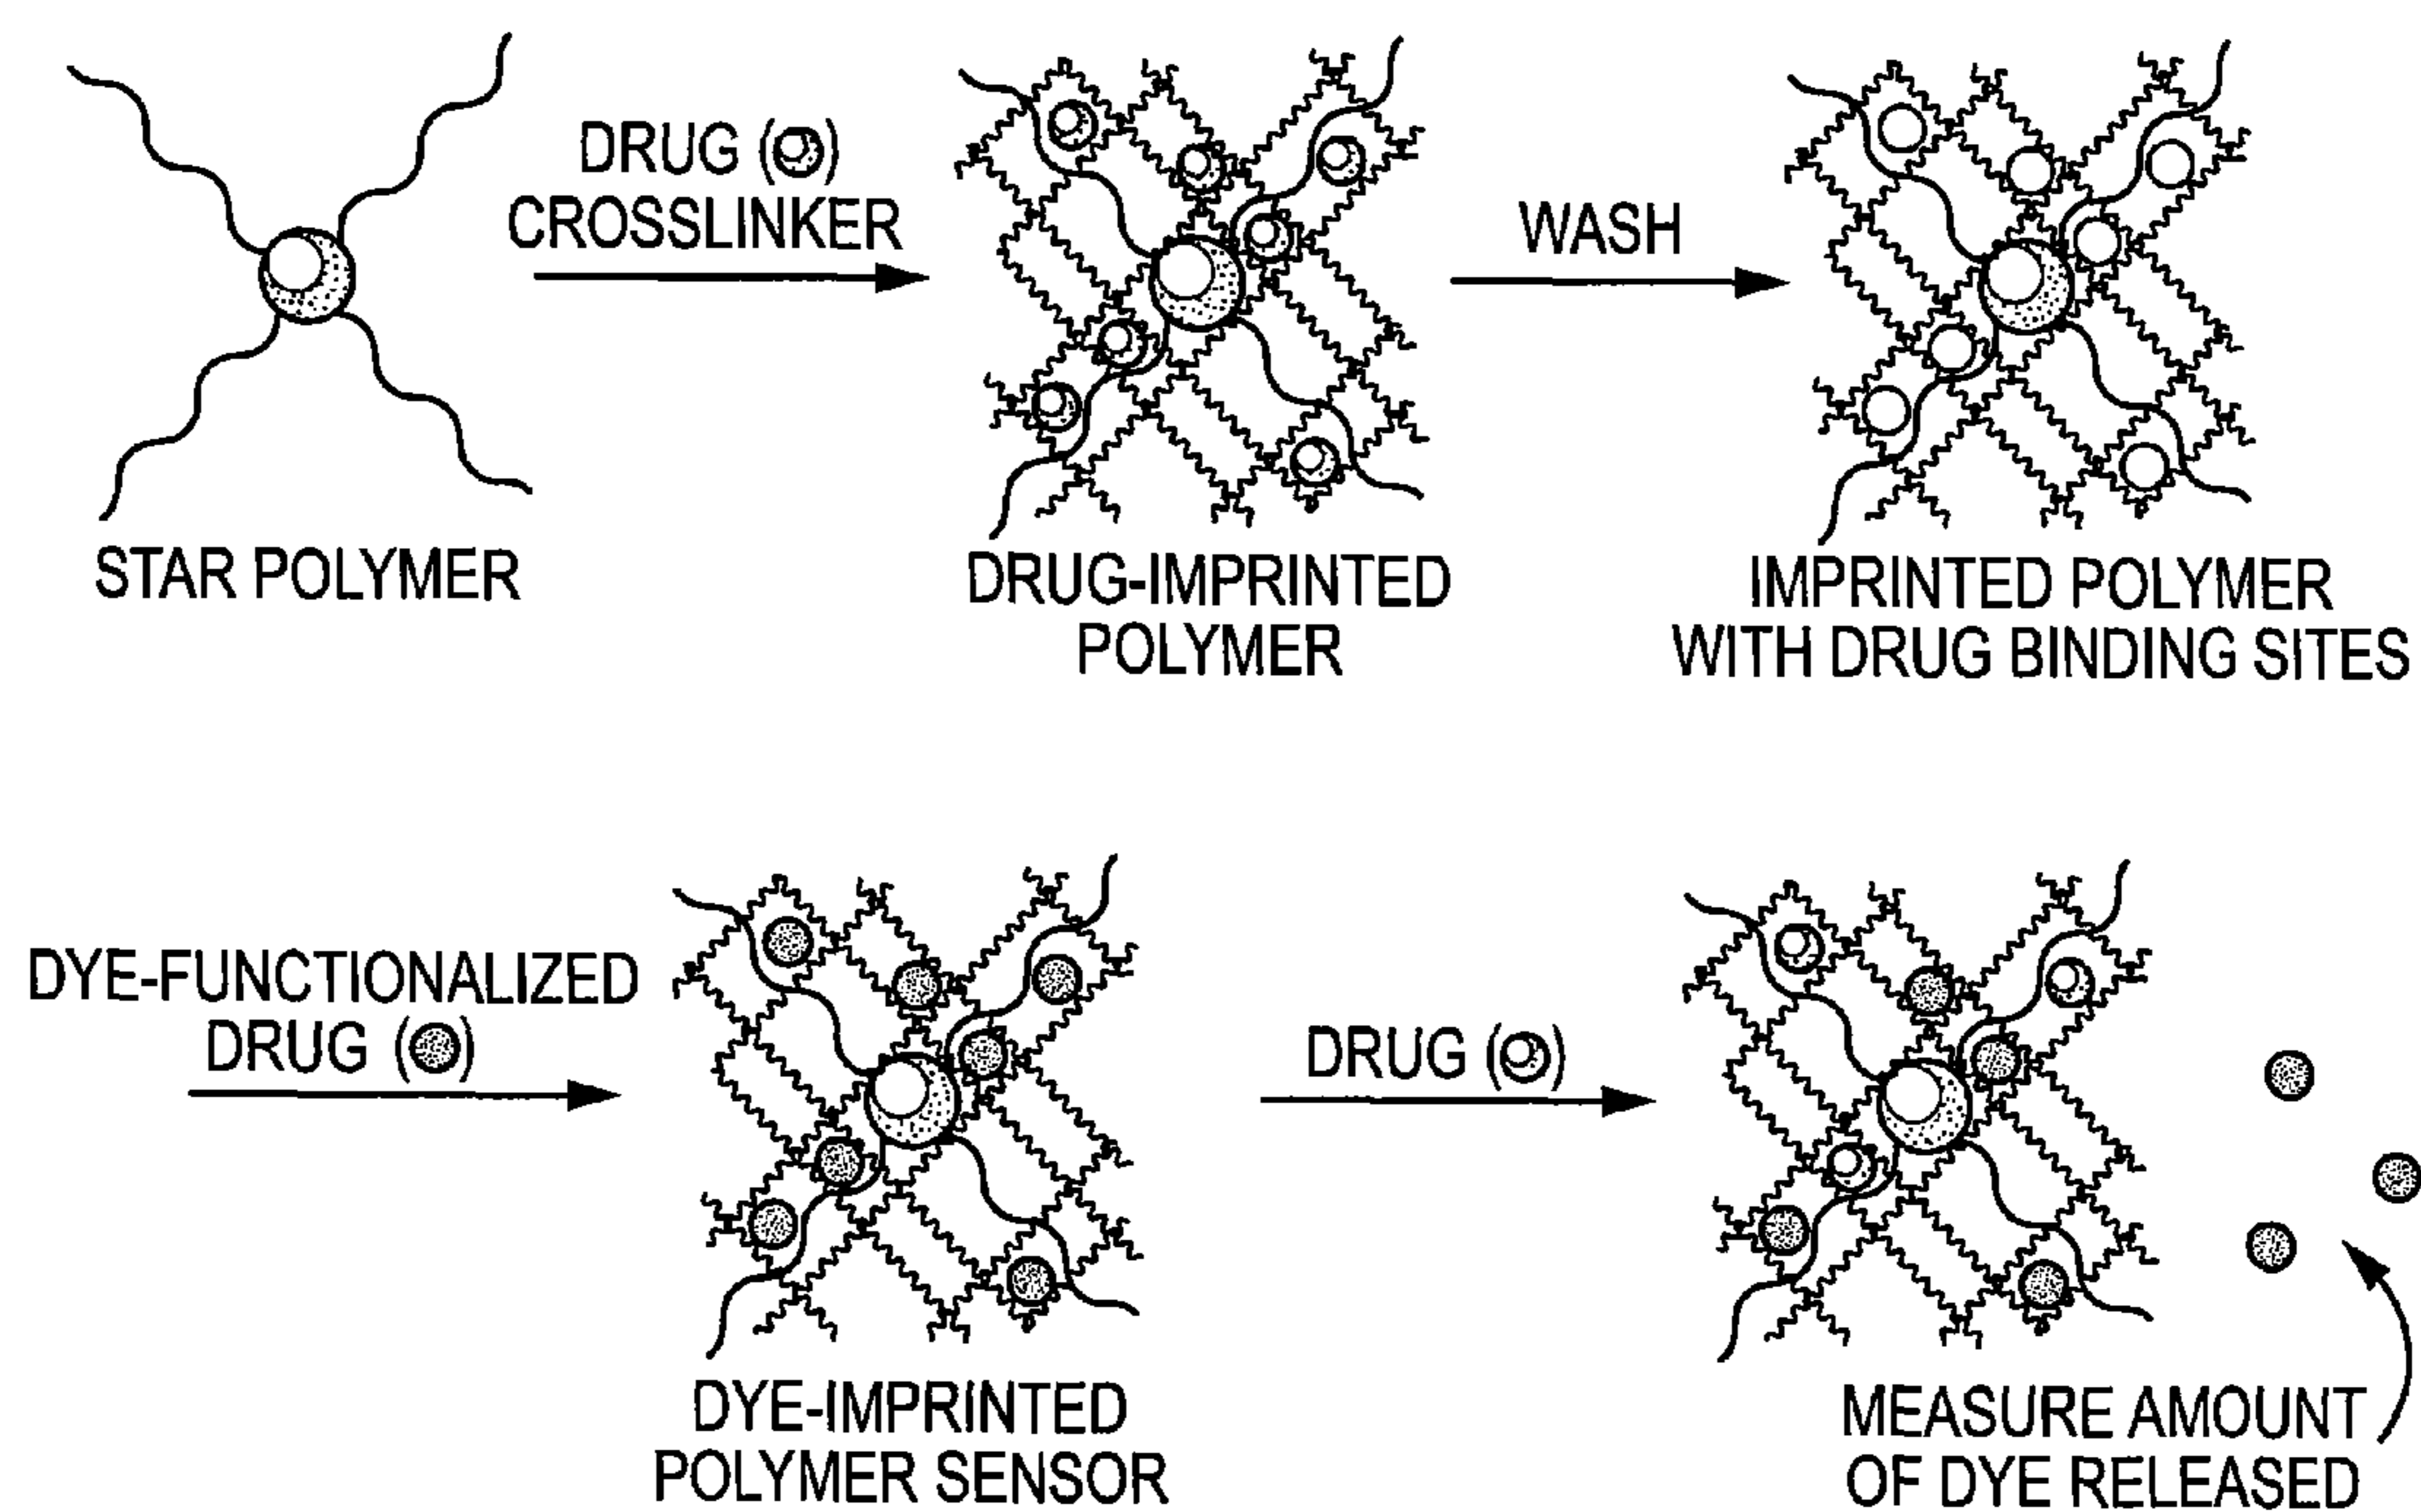 DRUG ( )
CROSSLINKER
WASH
STAR POLYMER
DRUG-IMPRINTED
POLYMER
IMPRINTED POLYMER
WITH DRUG BINDING SITES
DYE-FUNCTIONALIZED
DRUG ( )
DRUG ( )
DYE-IMPRINTED
POLYMER SENSOR
MEASURE AMOUNT
OF DYE RELEASED